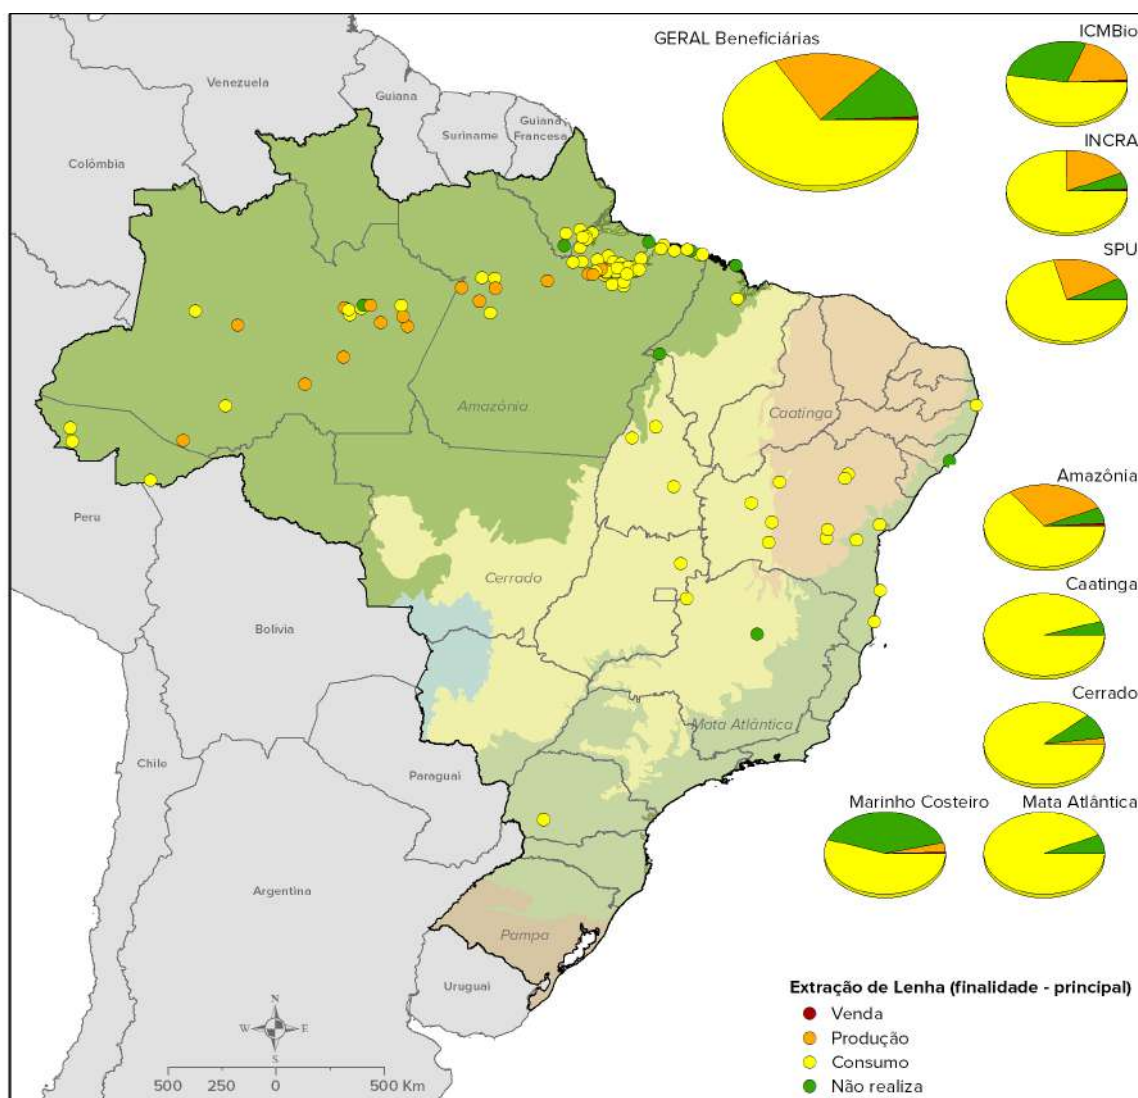 GERAL Beneficiárias
ICMBio
INCRA
SPU
Venezuela
Guiana
Suriname
Guiana
Francesa
Colômbia
Amazônia
Caatinga
Peru
Cerrado
Bolivia
Mata Atlântica
Chile
Paraguai
Argentina
Pampa
Uruguai
Amazônia
Caatinga
Cerrado
Marinho Costeiro
Mata Atlântica
N
W
E
S
500 250 0 500 Km
Extração de Lenha (finalidade - principal)
Venda
Produção
Consumo
Não realiza